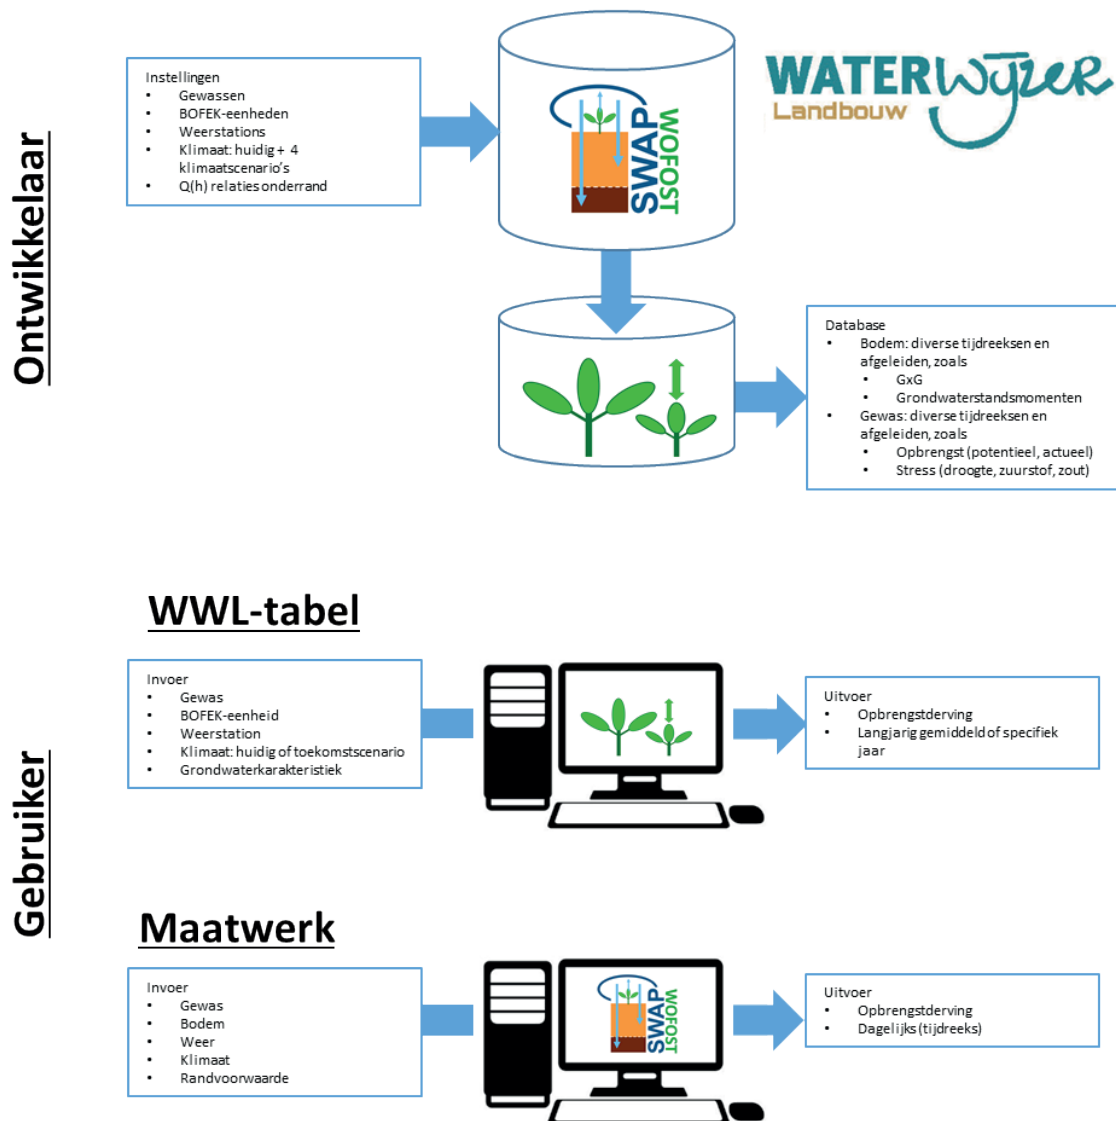 Ontwikkelaar
Instellingen
• Gewassen
• BOFEK-eenheden
• Weerstations
• Klimaat: huidig + 4
klimaatscenario's
• Q(h) relaties onderrand
SWAP
WOFOST
WATERwijzer
Landbouw
Database
• Bodem: diverse tijdreeksen en
afgeleiden, zoals
• GxG
• Grondwaterstandsmomenten
• Gewas: diverse tijdreeksen en
afgeleiden, zoals
• Opbrengst (potentieel, actueel)
• Stress (droogte, zuurstof, zout)
Gebruiker
WWL-tabel
Invoer
• Gewas
• BOFEK-eenheid
• Weerstation
• Klimaat: huidig of toekomstscenario
• Grondwaterkarakteristiek
Uitvoer
• Opbrengstderving
• Langjarig gemiddeld of specifiek
jaar
Maatwerk
Invoer
• Gewas
• Bodem
• Weer
• Klimaat
• Randvoorwaarde
SWAP
WOFOST
Uitvoer
• Opbrengstderving
• Dagelijks (tijdreeks)